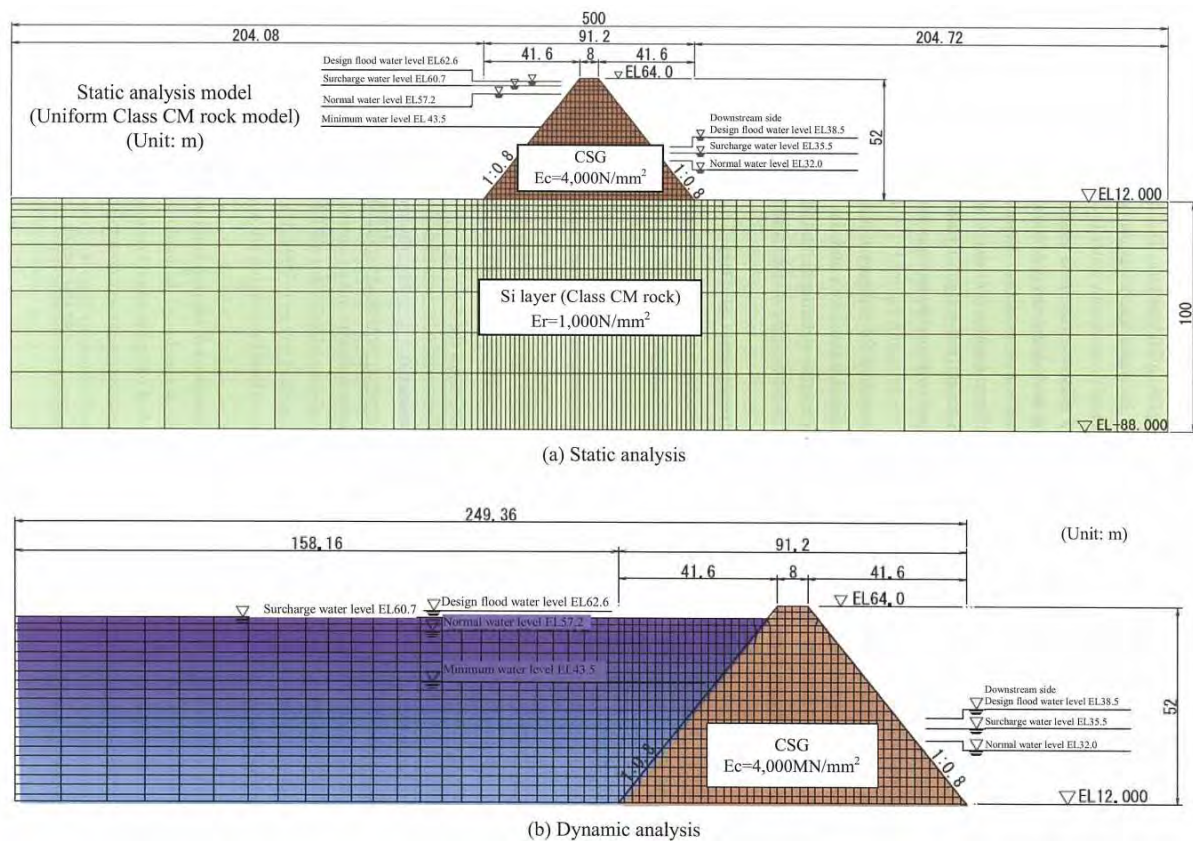 500
204.08
91.2
204.72
41.6
8
41.6
Design flood water level EL62.6
Surcharge water level EL60.7
Normal water level EL57.2
Minimum water level EL 43.5
Static analysis model
(Uniform Class CM rock model)
(Unit: m)
EL64.0
Downstream side
Design flood water level EL38.5
Surcharge water level EL35.5
Normal water level EL32.0
52
1:0.8
CSG
Ec=4,000N/mm²
1:0.8
EL12.000
Si layer (Class CM rock)
Er=1,000N/mm²
100
EL-88.000
(a) Static analysis
249.36
(Unit: m)
158.16
91.2
41.6
8
41.6
Surcharge water level EL60.7
Design flood water level EL62.6
EL64.0
Normal water level EL57.2
Minimum water level EL43.5
Downstream side
Design flood water level EL38.5
Surcharge water level EL35.5
Normal water level EL32.0
52
1:0.8
CSG
Ec=4,000MN/mm²
1:0.8
EL12.000
(b) Dynamic analysis